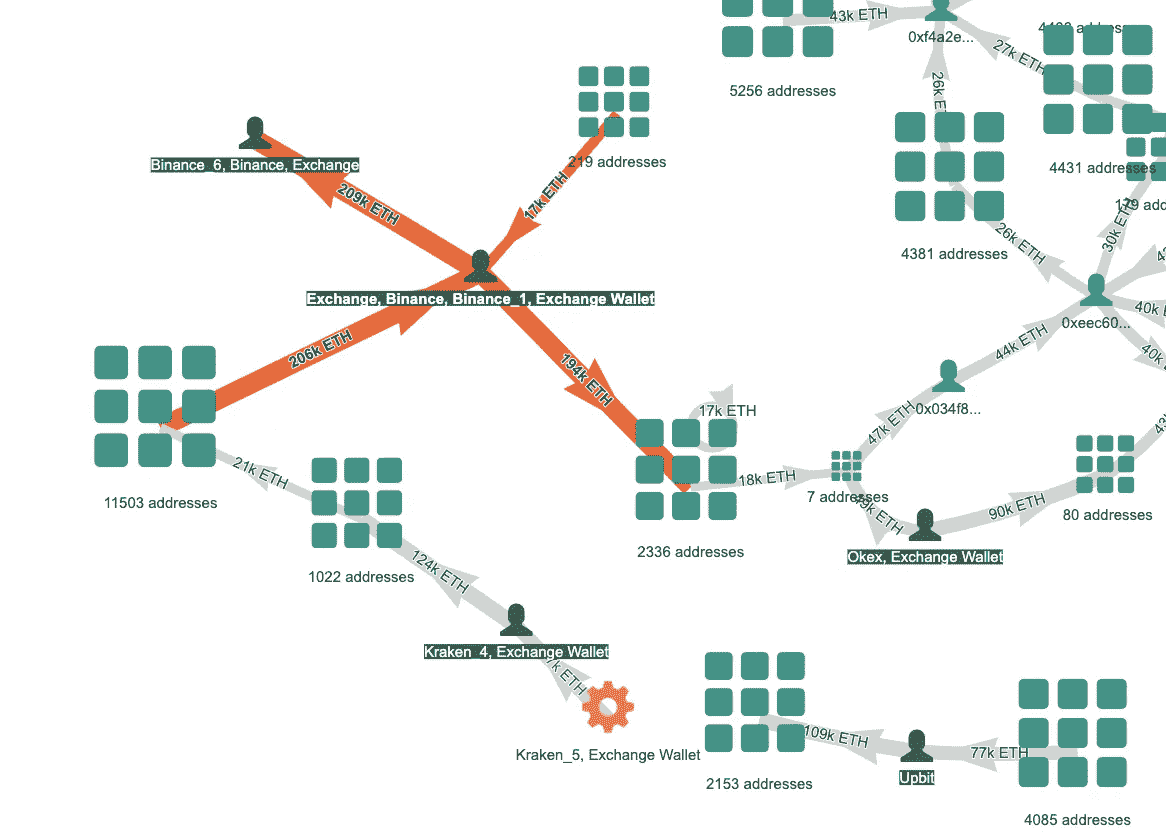 43k ETH
0xf4a2e...
27k ETH
5256 addresses
26k E
4431 addresses
179 add
219 addresses
Binance_6, Binance, Exchange
209k ETH
17k ETH
4381 addresses
26k ETH
30k ETH
0xeec60...
40k E
40k
Exchange, Binance, Binance_1, Exchange Wallet
206k ETH
194k ETH
44k ETH
17k ETH
0x034f8...
47k ETH
21k ETH
18k ETH
11503 addresses
7 addresses
k ETH
90k ETH
80 addresses
43
2336 addresses
Okex, Exchange Wallet
1022 addresses
124k ETH
Kraken_4, Exchange Wallet
7k ETH
Kraken_5, Exchange Wallet
109k ETH
77k ETH
2153 addresses
Upbit
4085 addresses